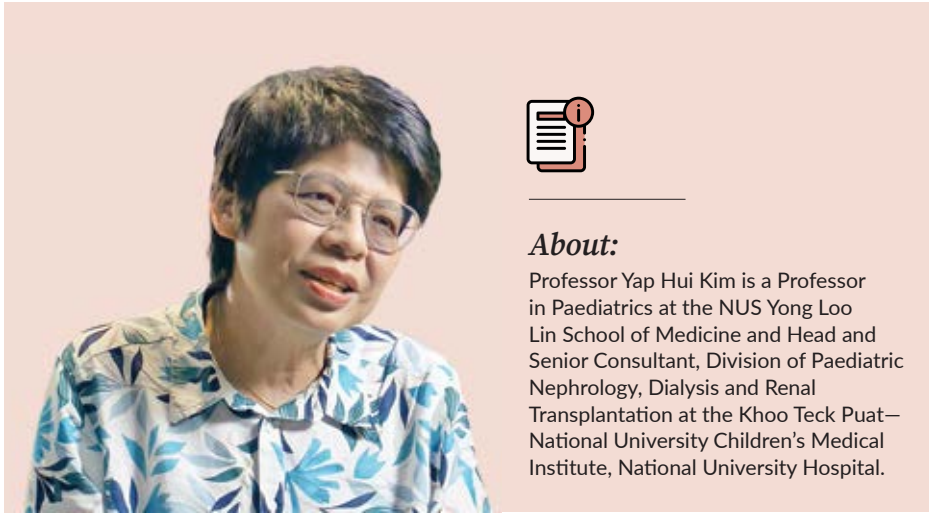 About:
Professor Yap Hui Kim is a Professor
in Paediatrics at the NUS Yong Loo
Lin School of Medicine and Head and
Senior Consultant, Division of Paediatric
Nephrology, Dialysis and Renal
Transplantation at the Khoo Teck Puat—
National University Children’s Medical
Institute, National University Hospital.